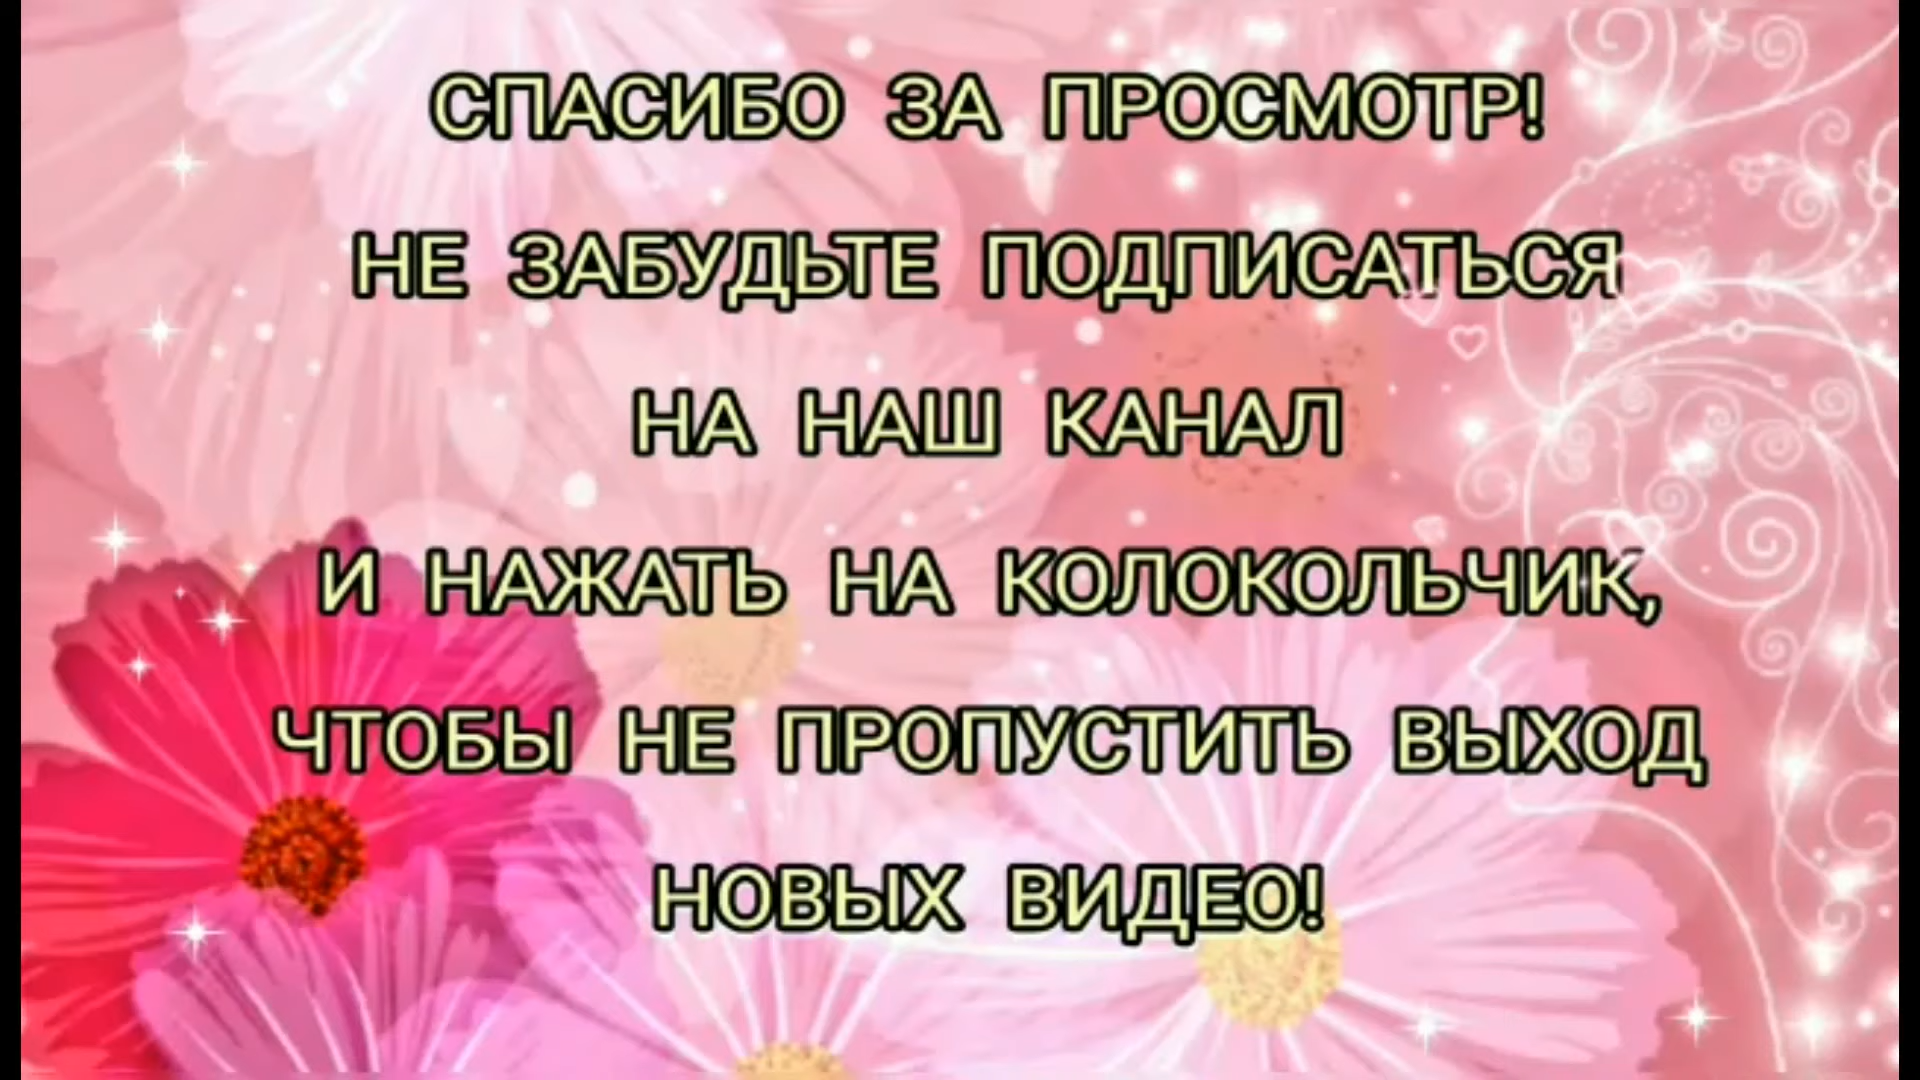 СПАСИБО ЗА ПРОСМОТР!
НЕ ЗАБУДЬТЕ ПОДПИСАТЬСЯ
НА НАШ КАНАЛ
И НАЖАТЬ НА КОЛОКОЛЬЧИК,
ЧТОБЫ НЕ ПРОПУСТИТЬ ВЫХОД
НОВЫХ ВИДЕО!